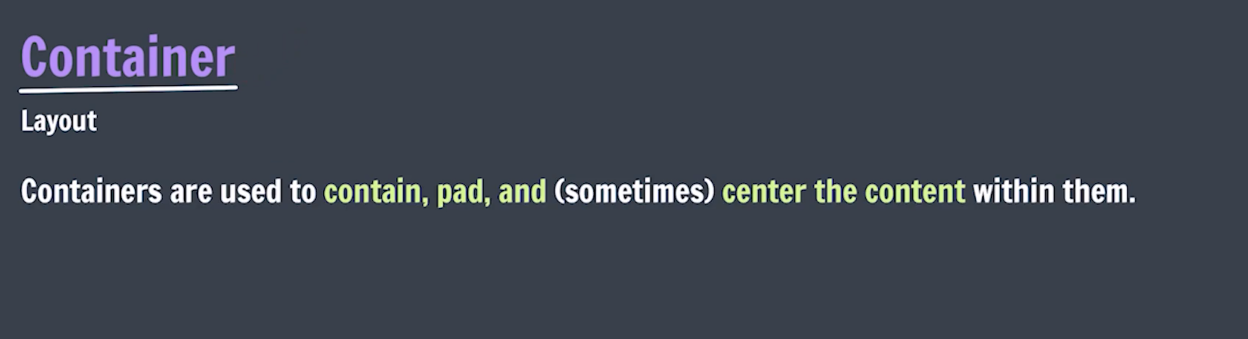 Container
Layout
Containers are used to contain, pad, and (sometimes) center the content within them.